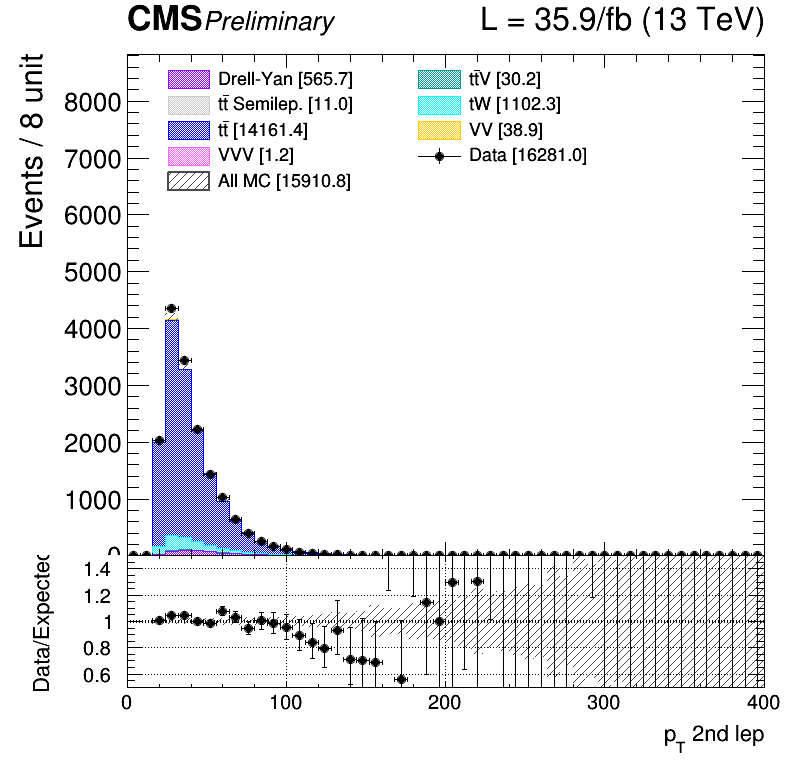 CMS Preliminary L = 35.9/fb (13 TeV)
Events / 8 unit
Drell-Yan [565.7]
tt̄ Semilep. [11.0]
tt̄ [14161.4]
VVV [1.2]
All MC [15910.8]
tt̄V [30.2]
tW [1102.3]
VV [38.9]
Data [16281.0]
8000
7000
6000
5000
4000
3000
2000
1000
0
Data/Expected
1.4
1.2
1
0.8
0.6
0 100 200 300 400
p_T 2nd lep